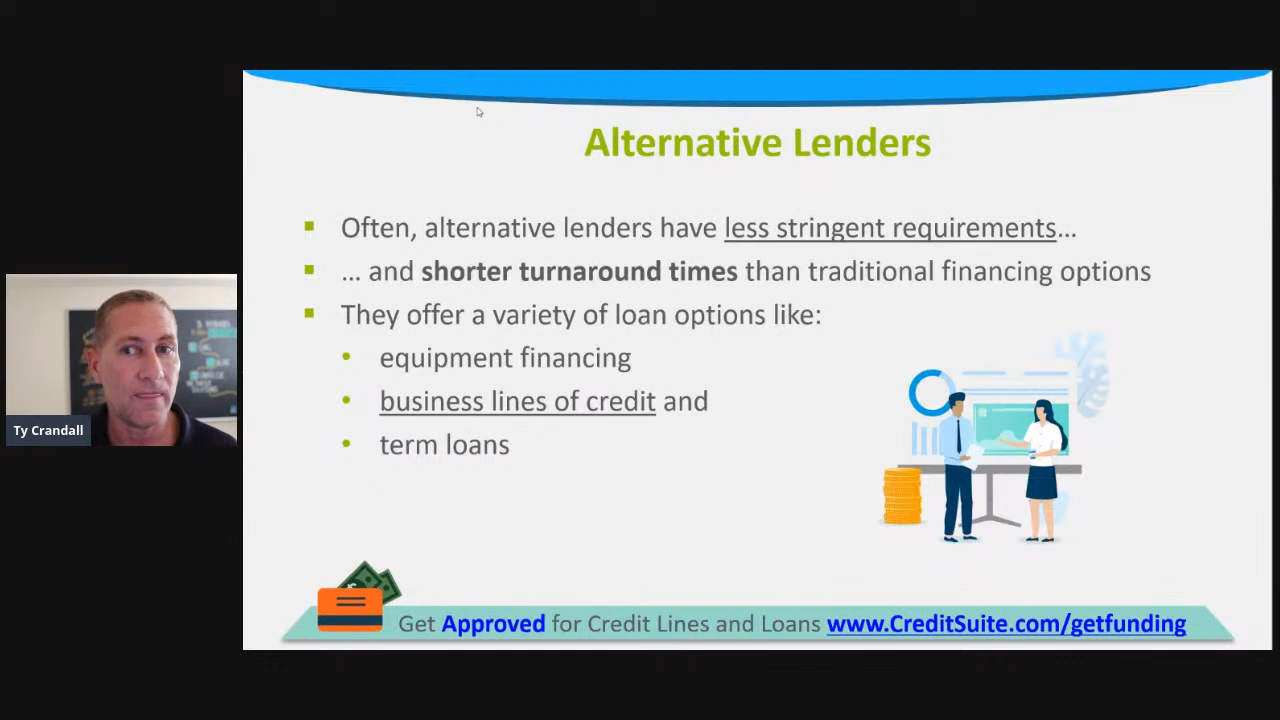 Alternative Lenders
Often, alternative lenders have less stringent requirements…
… and shorter turnaround times than traditional financing options
They offer a variety of loan options like:
equipment financing
business lines of credit and
term loans
Ty Crandall
Get Approved for Credit Lines and Loans www.CreditSuite.com/getfunding